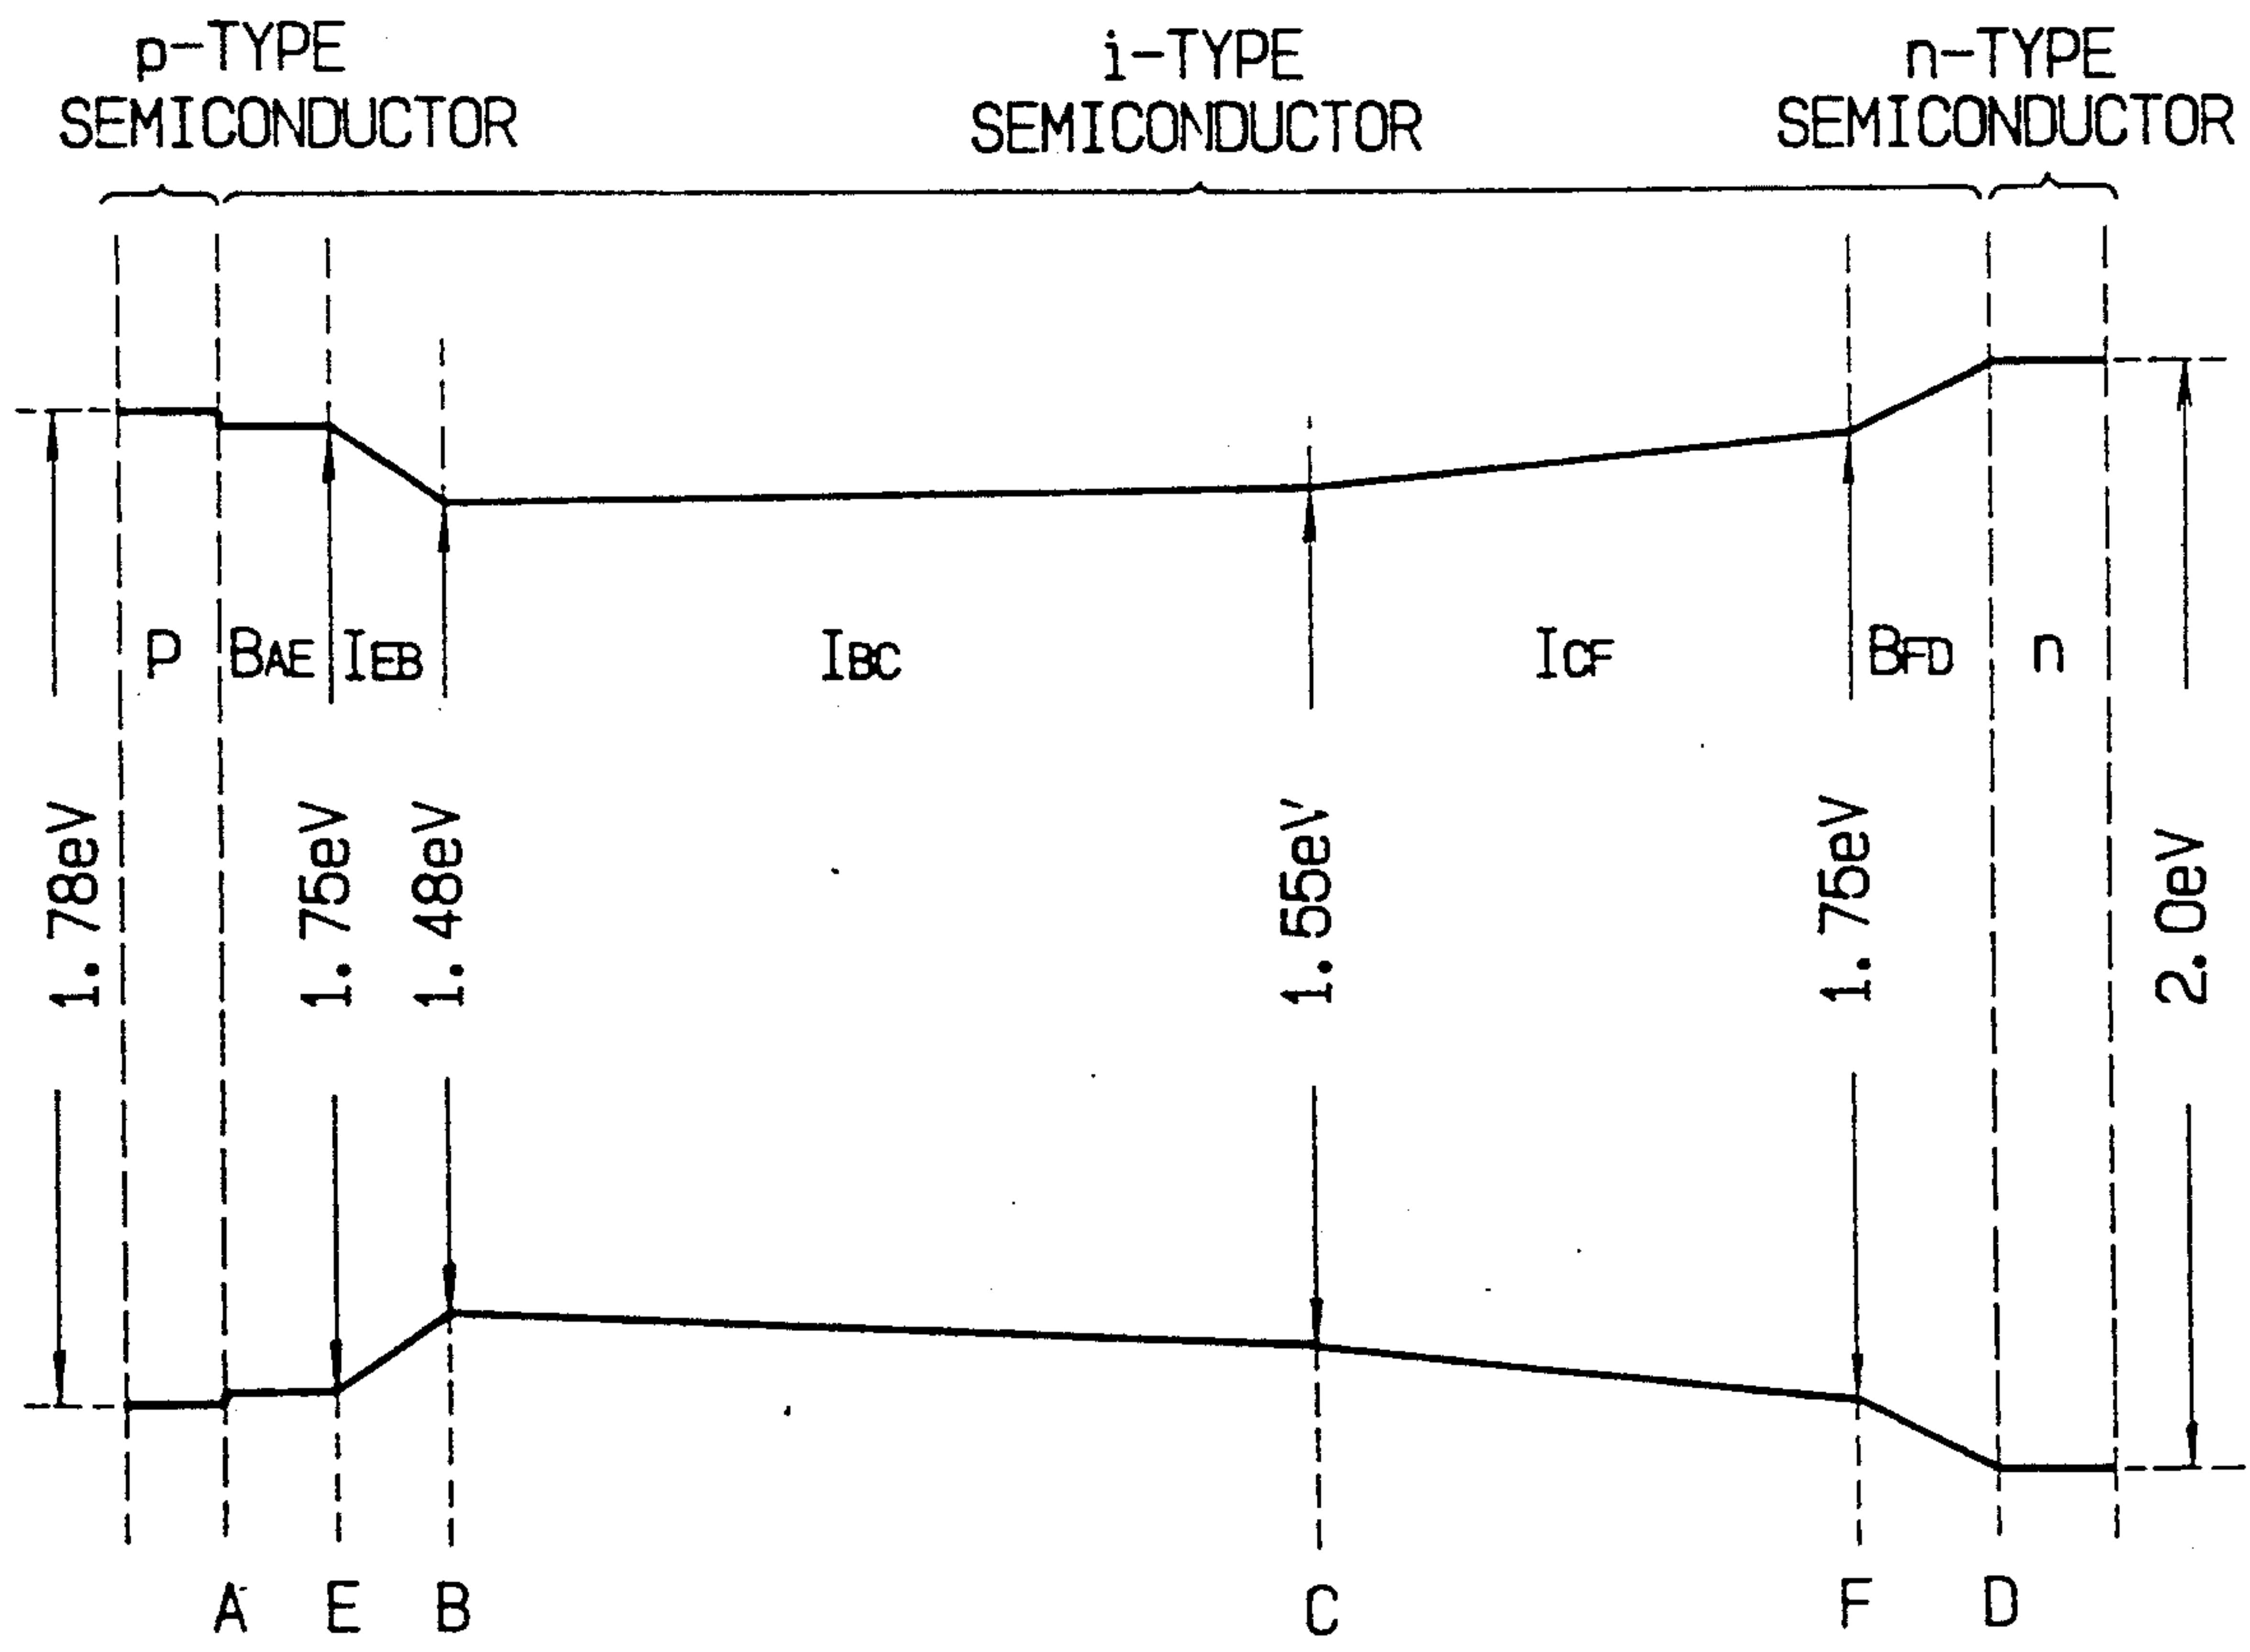 p-TYPE
SEMICONDUCTOR
i-TYPE
SEMICONDUCTOR
n-TYPE
SEMICONDUCTOR
P
BAE
IEB
IBC
ICF
BFD
n
1.78eV
1.75eV
1.48eV
1.55eV
1.75eV
2.0eV
A
E
B
C
F
D